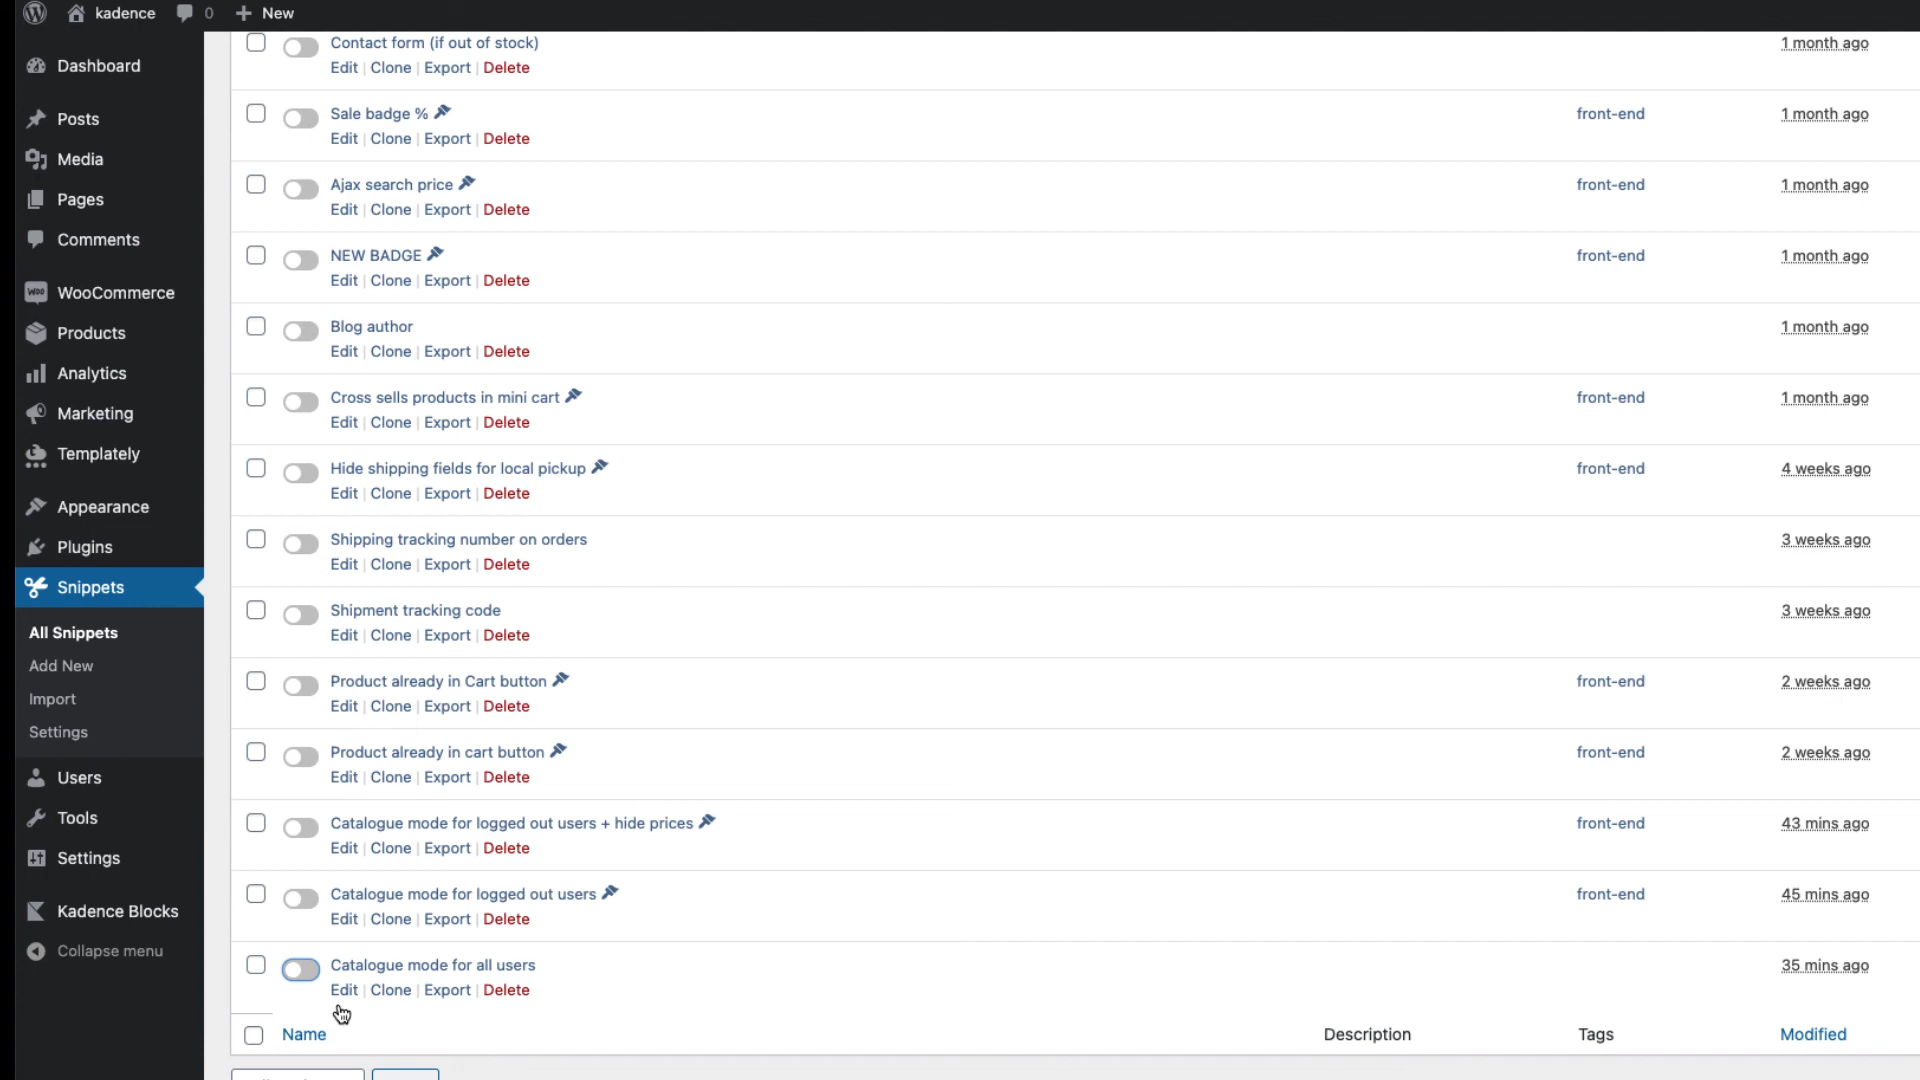 kadence 0 New
Dashboard
Posts
Media
Pages
Comments
WOO WooCommerce
Products
Analytics
Marketing
Templately
Appearance
Plugins
Snippets
All Snippets
Add New
Import
Settings
Users
Tools
Settings
Kadence Blocks
Collapse menu
Contact form (if out of stock) 1 month ago
Edit | Clone | Export | Delete
Sale badge % front-end 1 month ago
Edit | Clone | Export | Delete
Ajax search price front-end 1 month ago
Edit | Clone | Export | Delete
NEW BADGE front-end 1 month ago
Edit | Clone | Export | Delete
Blog author 1 month ago
Edit | Clone | Export | Delete
Cross sells products in mini cart front-end 1 month ago
Edit | Clone | Export | Delete
Hide shipping fields for local pickup front-end 4 weeks ago
Edit | Clone | Export | Delete
Shipping tracking number on orders 3 weeks ago
Edit | Clone | Export | Delete
Shipment tracking code 3 weeks ago
Edit | Clone | Export | Delete
Product already in Cart button front-end 2 weeks ago
Edit | Clone | Export | Delete
Product already in cart button front-end 2 weeks ago
Edit | Clone | Export | Delete
Catalogue mode for logged out users + hide prices front-end 43 mins ago
Edit | Clone | Export | Delete
Catalogue mode for logged out users front-end 45 mins ago
Edit | Clone | Export | Delete
Catalogue mode for all users 35 mins ago
Edit | Clone | Export | Delete
Name Description Tags Modified